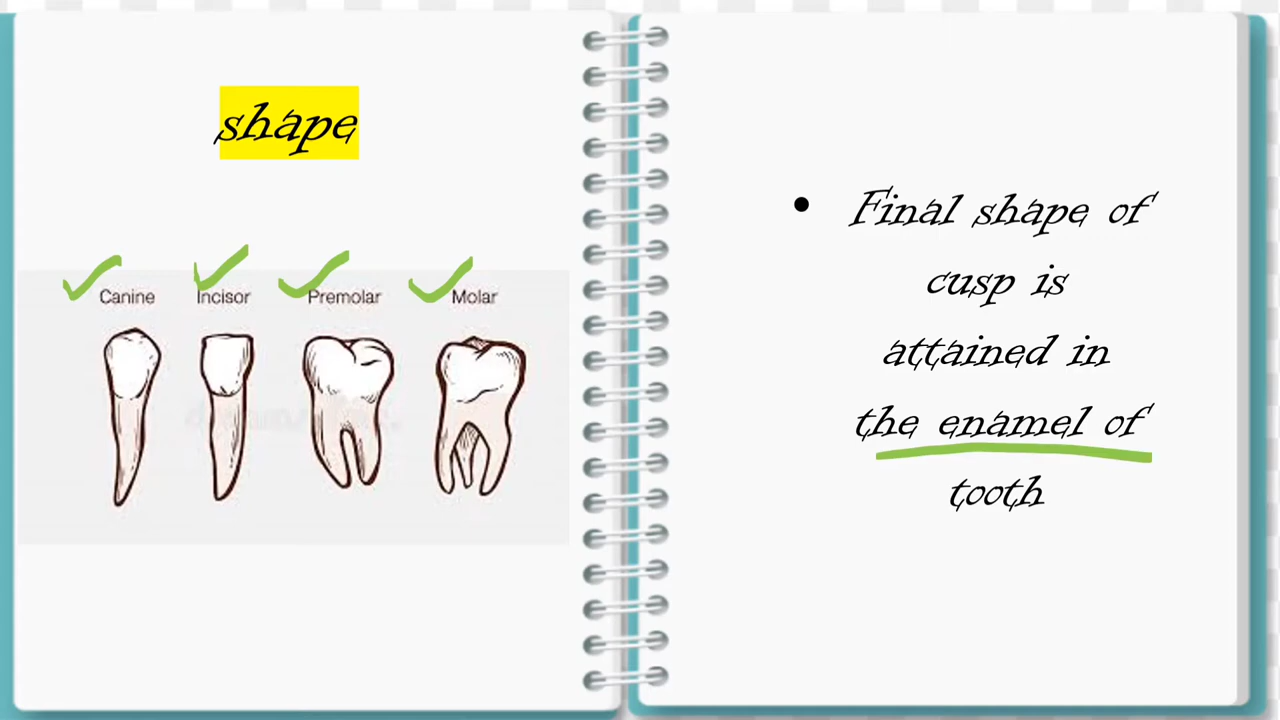 shape
Canine Incisor Premolar Molar
• Final shape of
cusp is
attained in
the enamel of
tooth